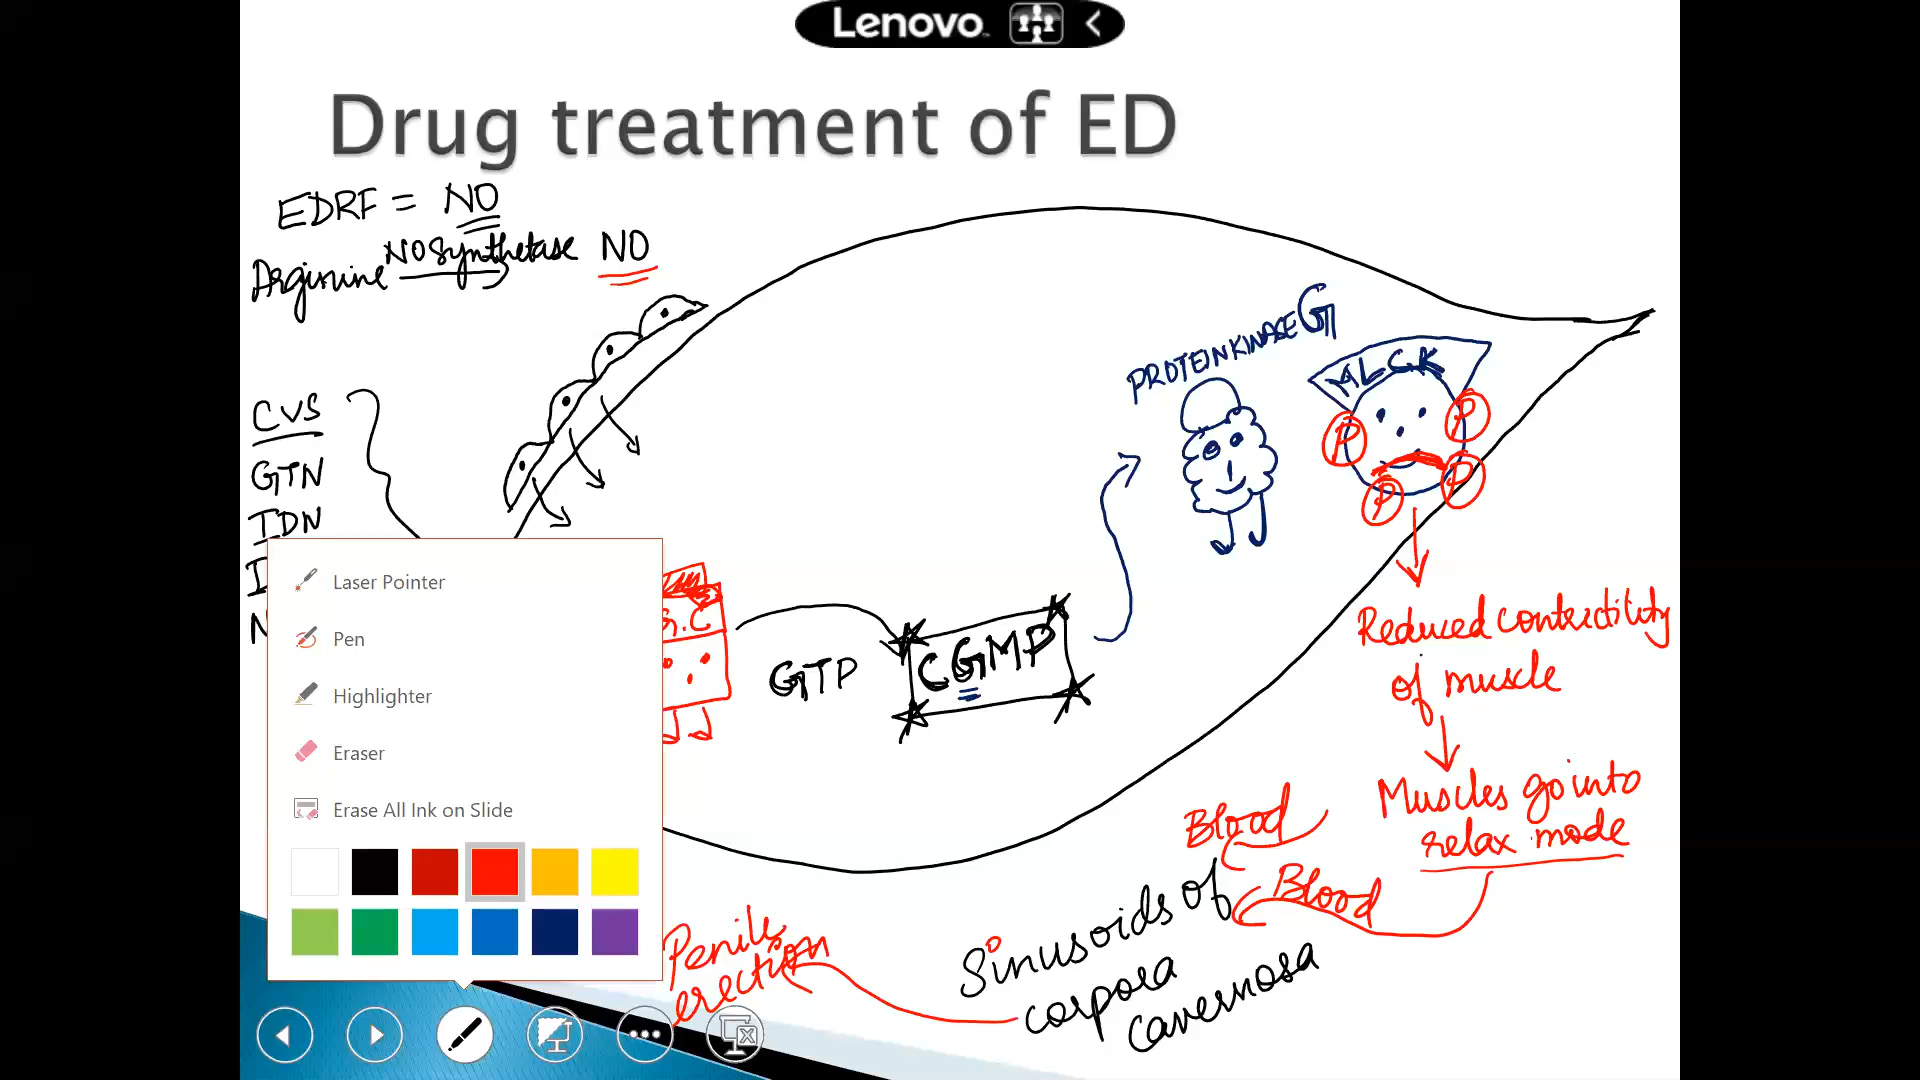 Lenovo
Drug treatment of ED
EDRF = NO
Arginine NOSynthetase NO
CVS
GTN
IDN
PROTEIN KINASE G
MLCK
P P P P
G.C
GTP
CGMP
Reduced contractility
of muscle
Muscles go into
relax mode
Blood
Blood
Sinusoids of
corpora
cavernosa
Penile
erection
Laser Pointer
Pen
Highlighter
Eraser
Erase All Ink on Slide